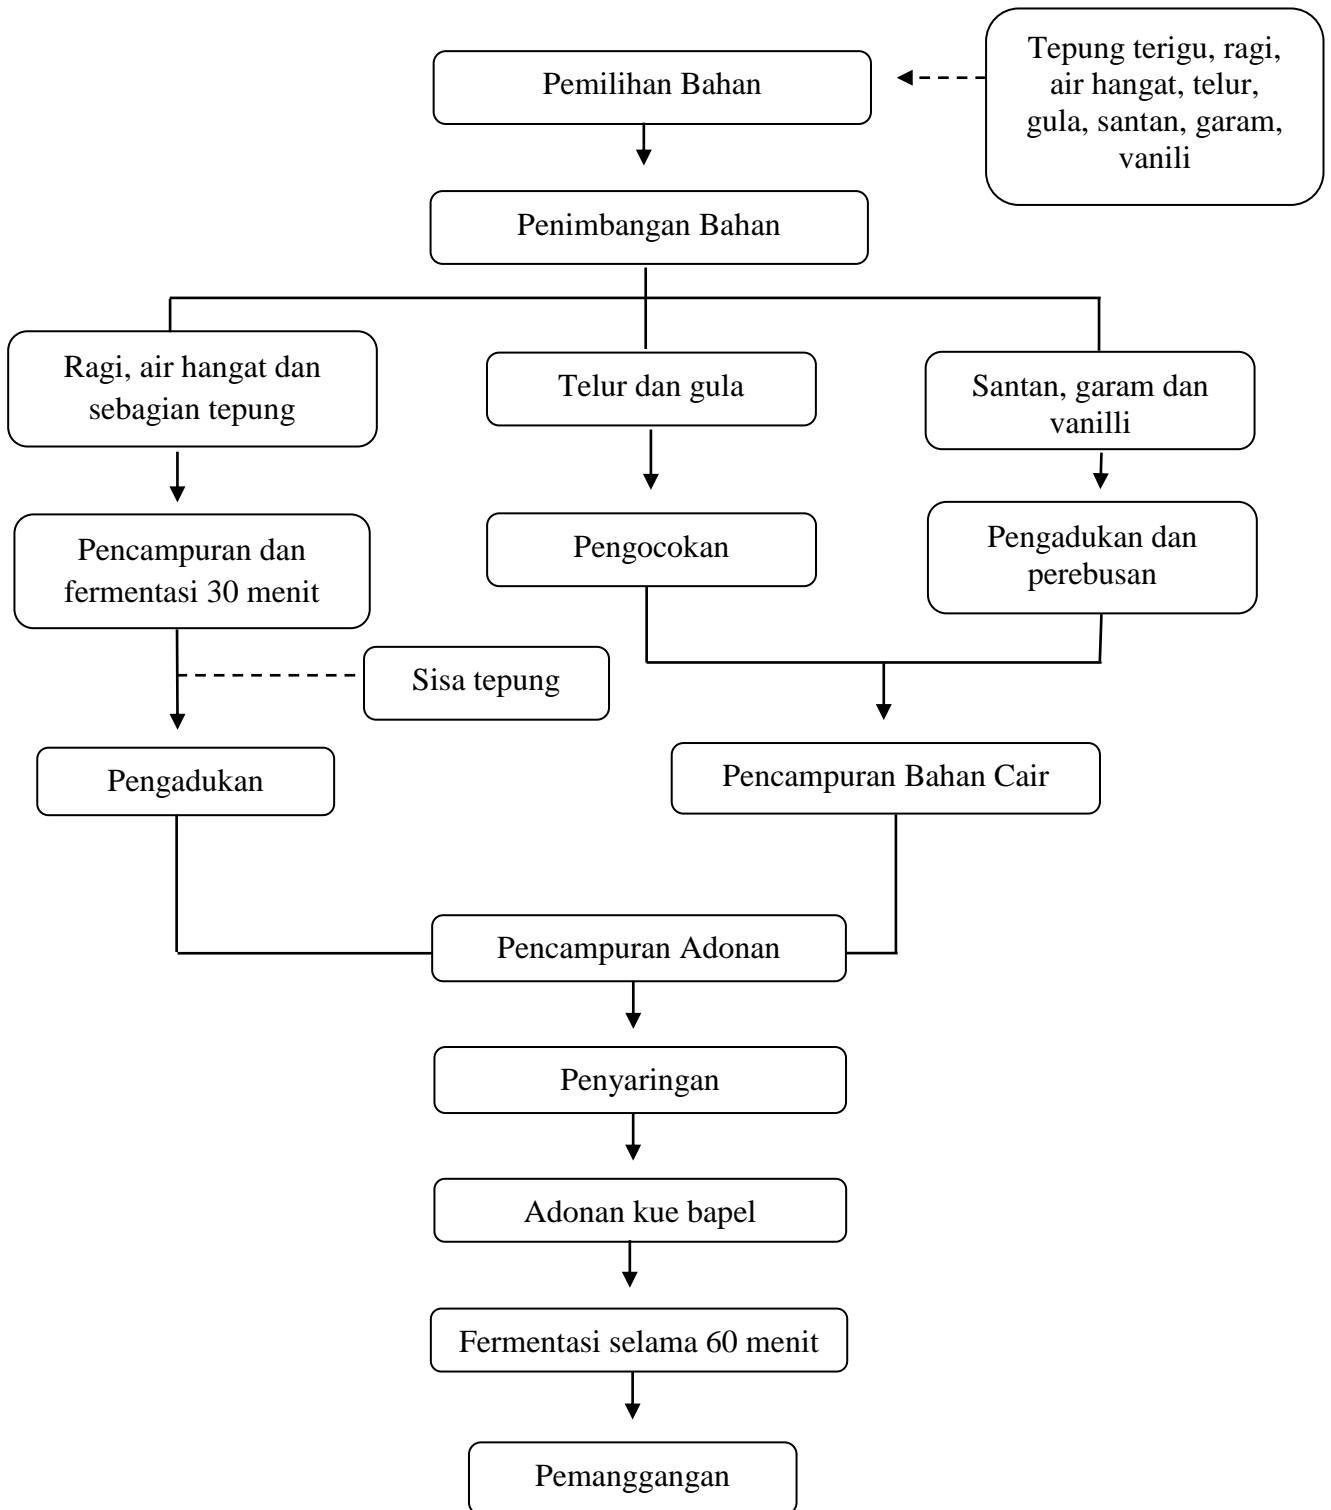 Pemilihan Bahan
Tepung terigu, ragi,
air hangat, telur,
gula, santan, garam,
vanili
Penimbangan Bahan
Ragi, air hangat dan
sebagian tepung
Telur dan gula
Santan, garam dan
vanilli
Pencampuran dan
fermentasi 30 menit
Pengocokan
Pengadukan dan
perebusan
Sisa tepung
Pengadukan
Pencampuran Bahan Cair
Pencampuran Adonan
Penyaringan
Adonan kue bapel
Fermentasi selama 60 menit
Pemanggangan